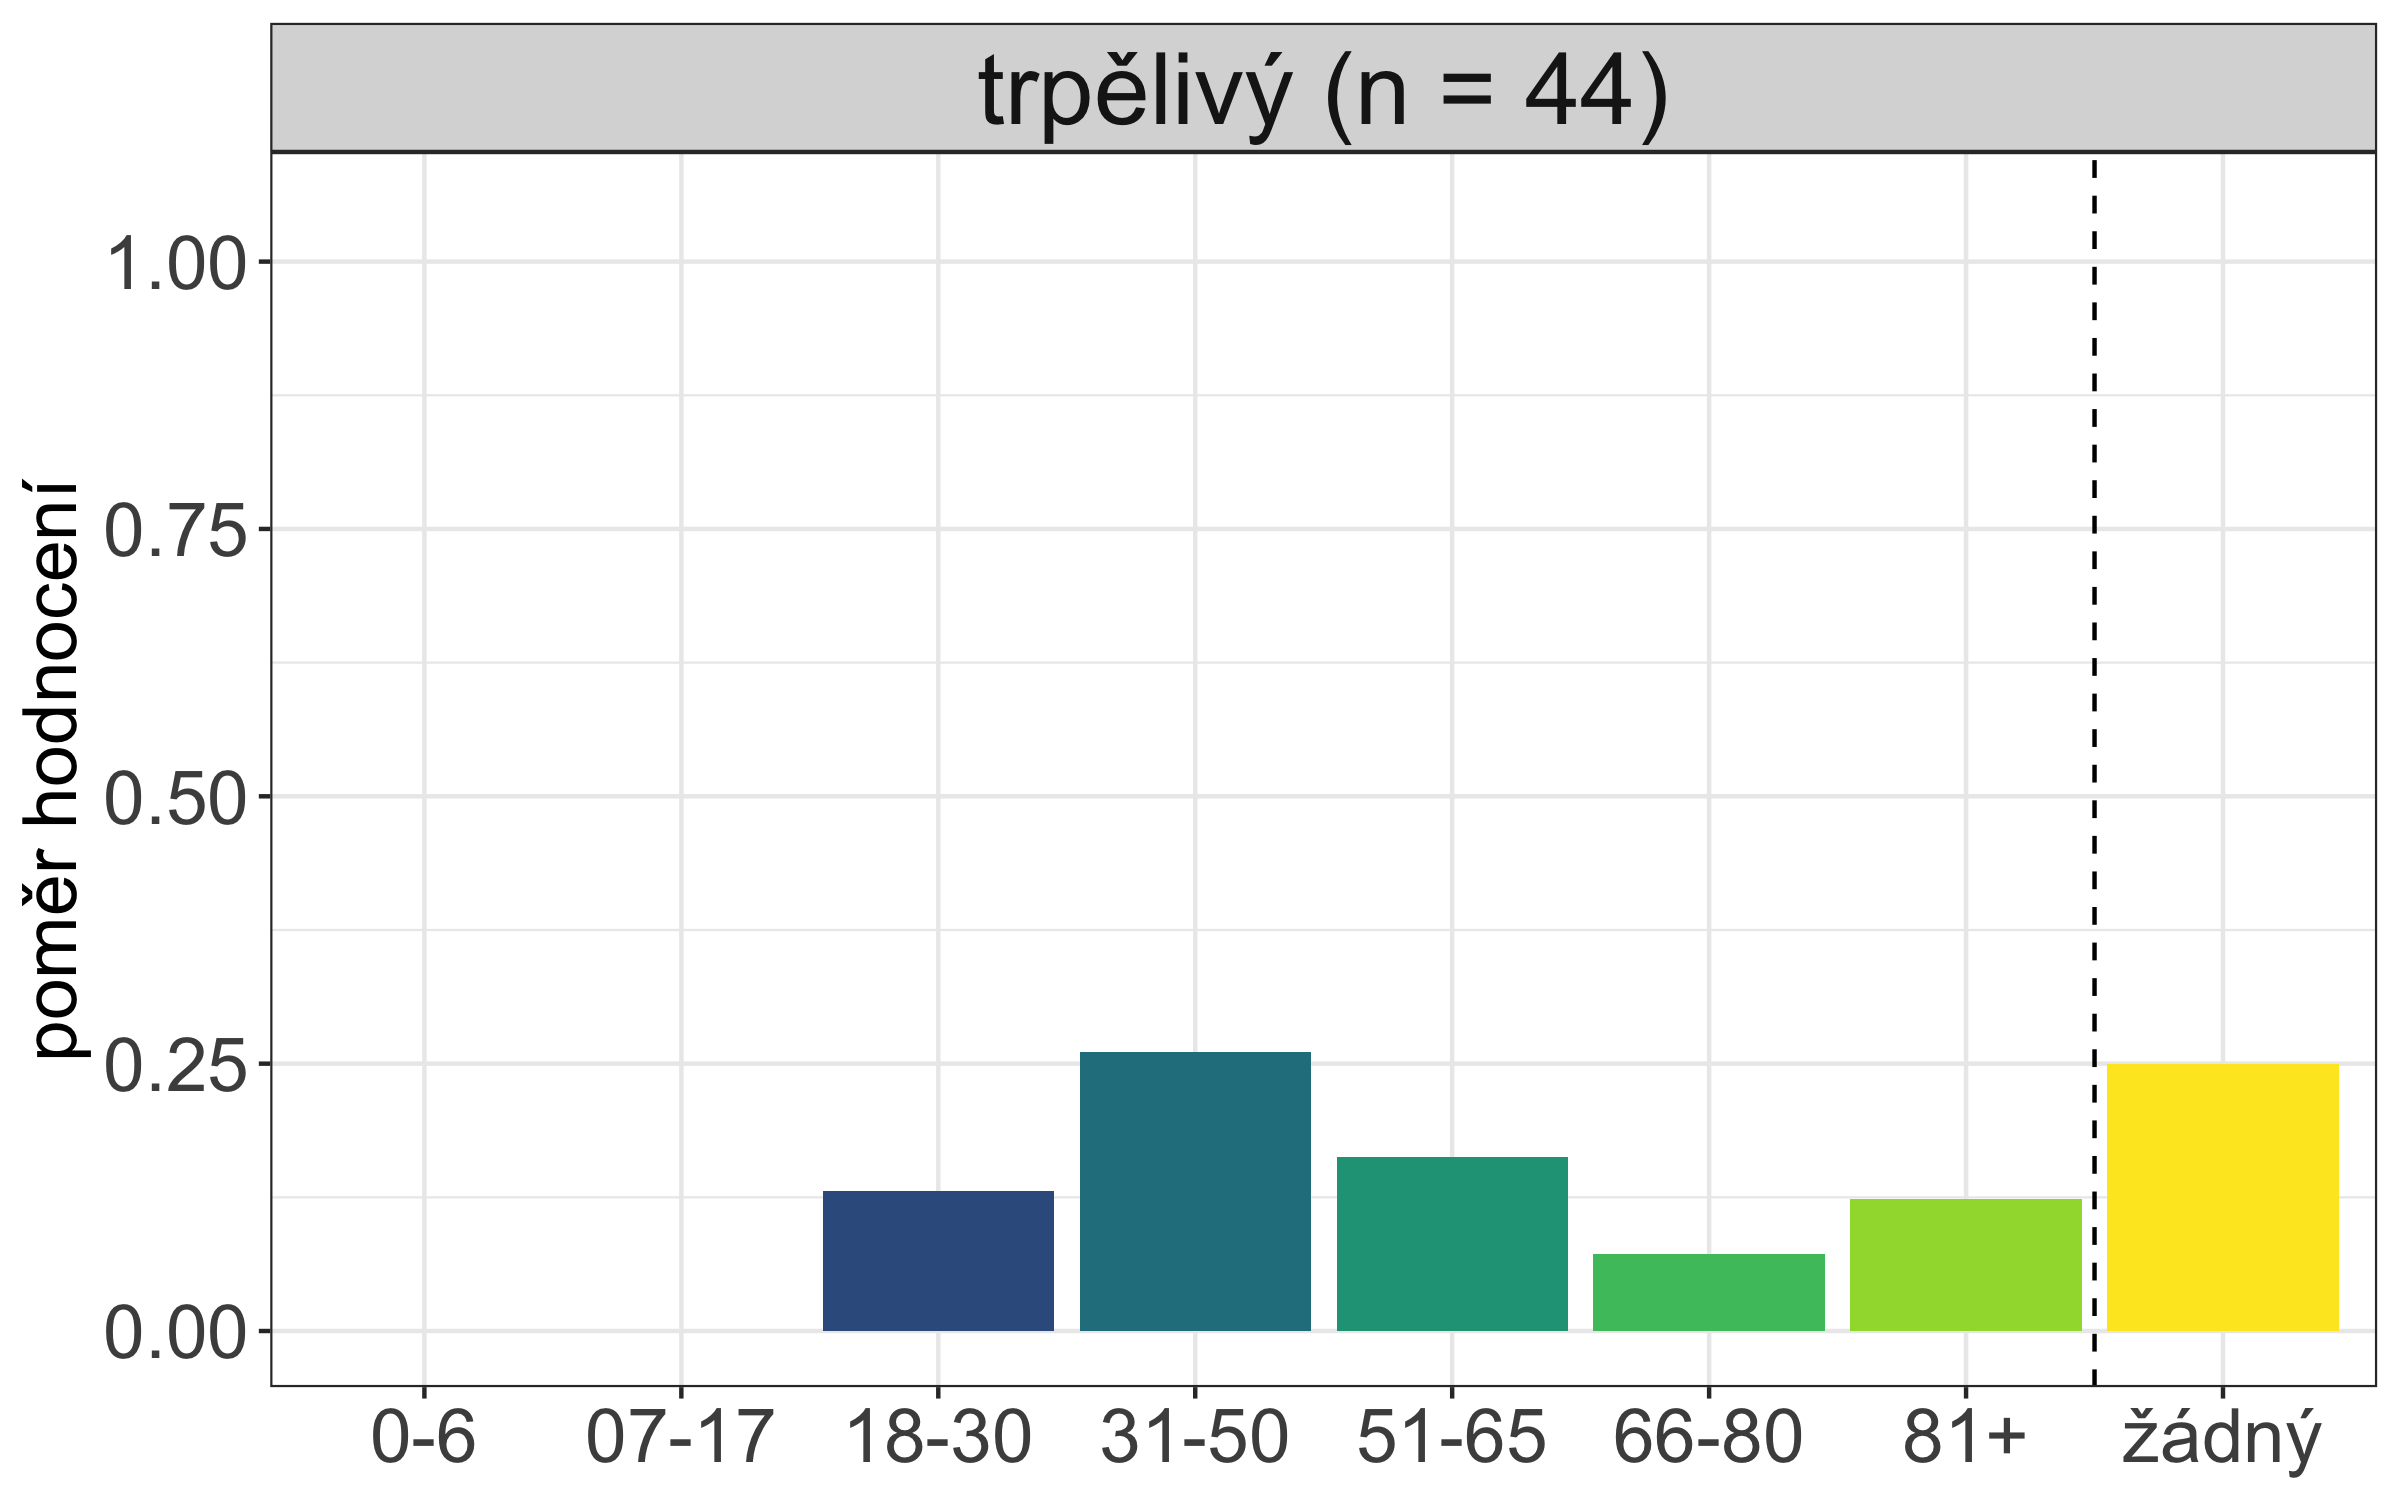 trpělivý (n = 44)
poměr hodnocení
1.00
0.75
0.50
0.25
0.00
0-6 07-17 18-30 31-50 51-65 66-80 81+ žádný